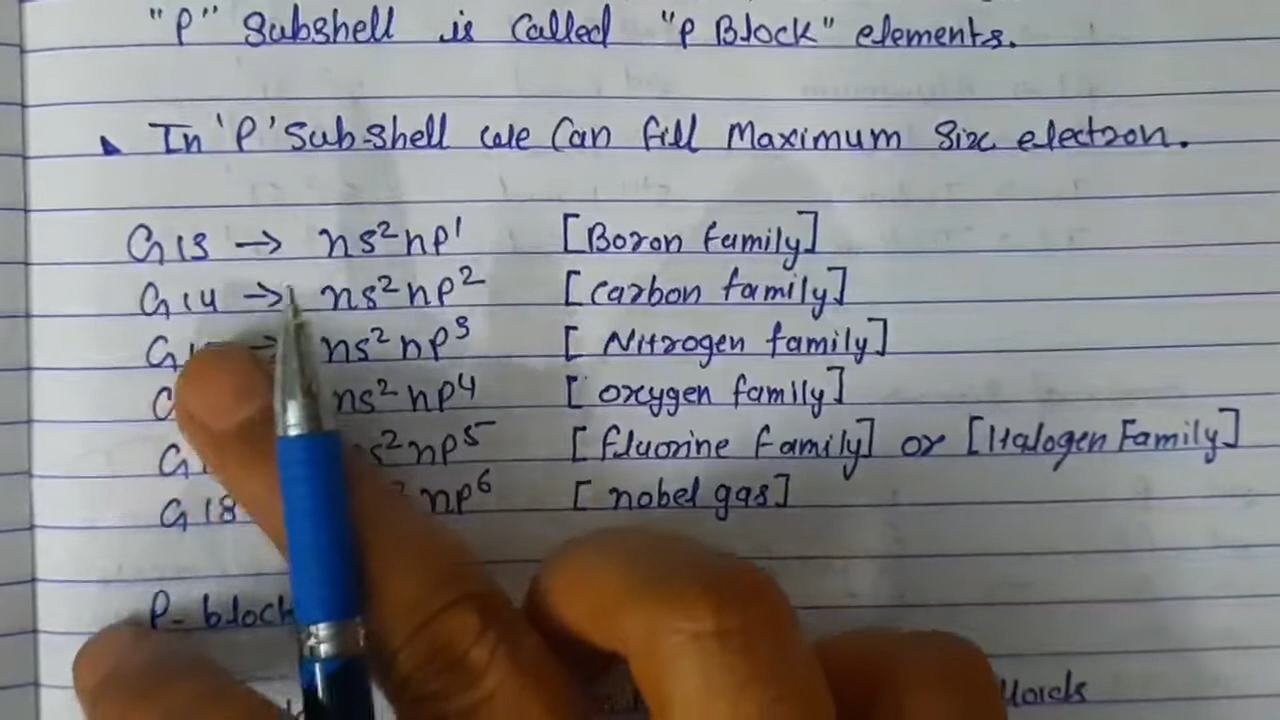 "P" Subshell is called "P Block" elements.
In 'P' Sub-shell we Can fill Maximum Six electron.
G13 → ns²np¹ [Boron family]
G14 → ns²np² [Carbon family]
ns²np³ [Nitrogen family]
ns²np⁴ [oxygen family]
s²np⁵ [fluorine family] or [Halogen Family]
G18 np⁶ [nobel gas]
P-block